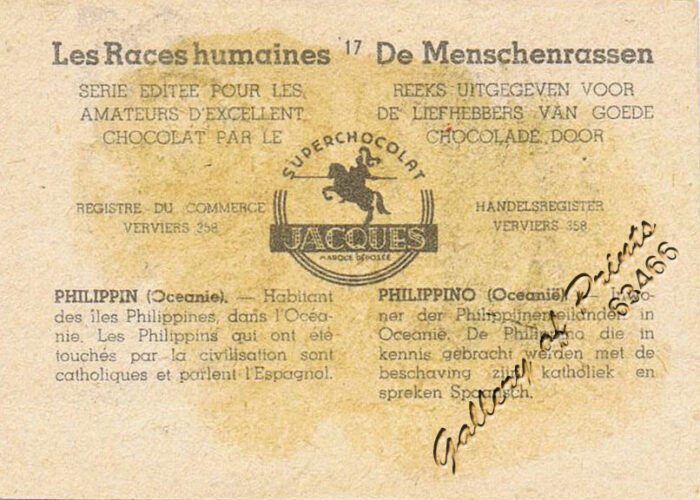 Les Races humaines 17 De Menschenrassen
SERIE EDITEE POUR LES
AMATEURS D'EXCELLENT
CHOCOLAT PAR LE
REEKS UITGEGEVEN VOOR
DE LIEFHEBBERS VAN GOEDE
CHOCOLADE DOOR
SUPERCHOCOLAT
JACQUES
MARQUE DÉPOSÉE
REGISTRE DU COMMERCE
VERVIERS 358
HANDELSREGISTER
VERVIERS 358
PHILIPPIN (Oceanie). — Habitant
des îles Philippines, dans l'Océa-
nie. Les Philippins qui ont été
touchés par la civilisation sont
catholiques et parlent l'Espagnol.
PHILIPPINO (Oceanië). —
ner der Philippijnen eilanden in
Oceanië. De Philippino die in
kennis gebracht werden met de
beschaving zijn katholiek en
spreken Spaansch.
Gallery of Prints
63466